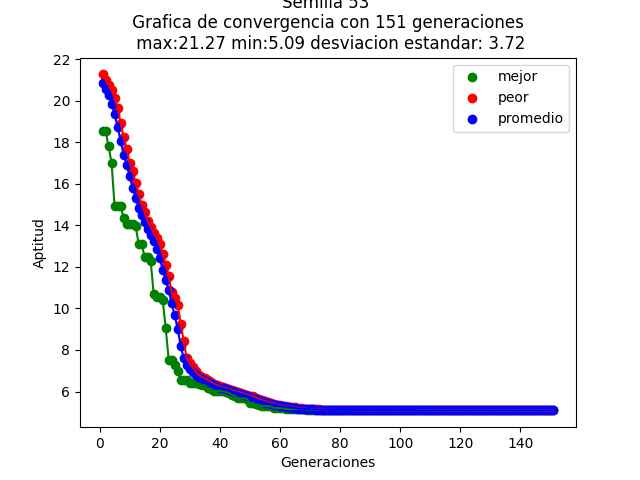 Semilla 53
Grafica de convergencia con 151 generaciones
max:21.27 min:5.09 desviacion estandar: 3.72
22
20
18
16
14
12
10
8
6
Aptitud
mejor
peor
promedio
0 20 40 60 80 100 120 140
Generaciones